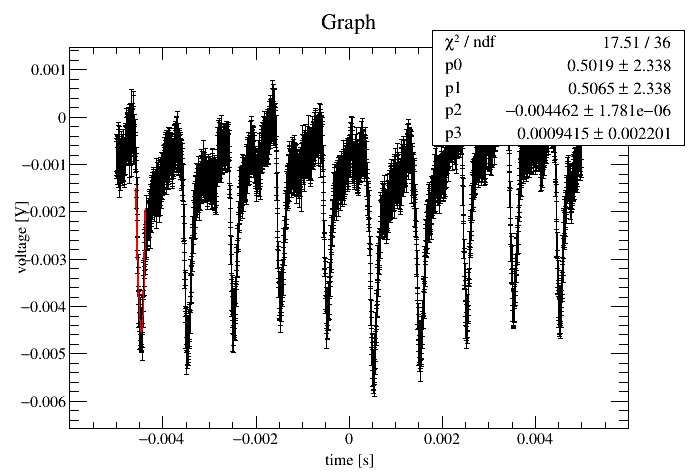 Graph
χ² / ndf 17.51 / 36
p0 0.5019 ± 2.338
p1 0.5065 ± 2.338
p2 −0.004462 ± 1.781e−06
p3 0.0009415 ± 0.002201
voltage [V]
0.001
0
−0.001
−0.002
−0.003
−0.004
−0.005
−0.006
−0.004 −0.002 0 0.002 0.004
time [s]